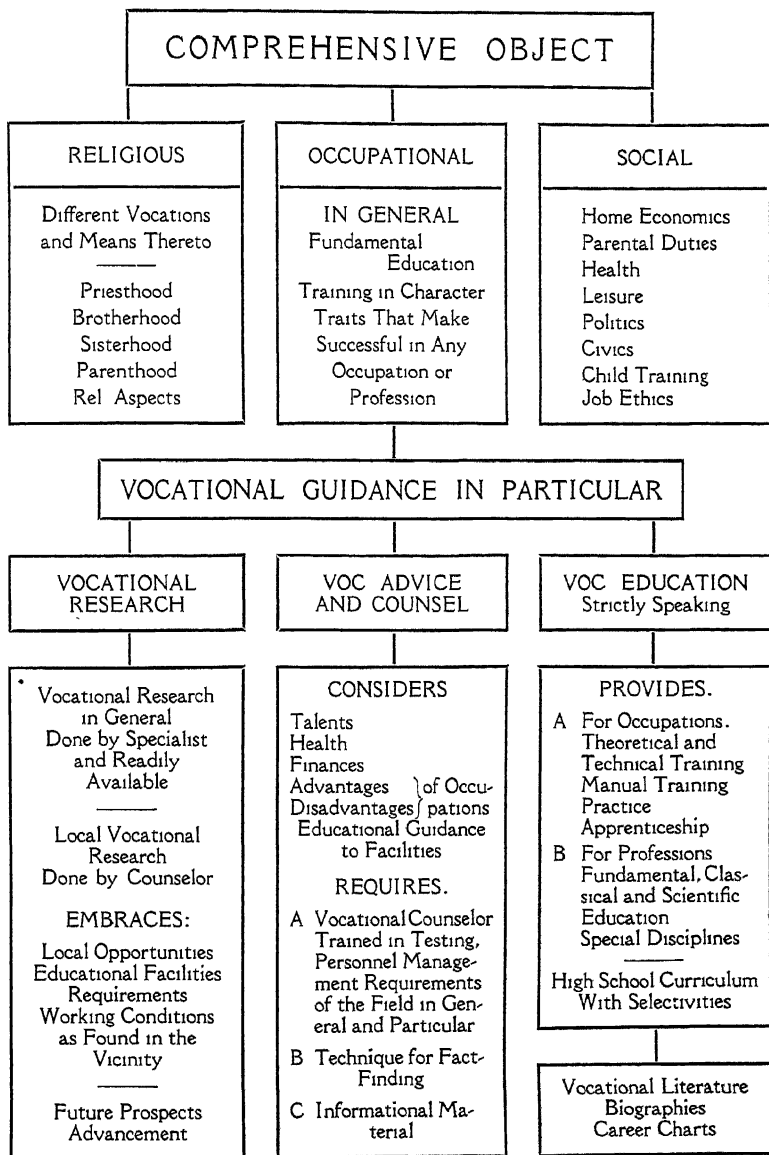 COMPREHENSIVE OBJECT
RELIGIOUS
Different Vocations
and Means Thereto
Priesthood
Brotherhood
Sisterhood
Parenthood
Rel Aspects
OCCUPATIONAL
IN GENERAL
Fundamental
Education
Training in Character
Traits That Make
Successful in Any
Occupation or
Profession
SOCIAL
Home Economics
Parental Duties
Health
Leisure
Politics
Civics
Child Training
Job Ethics
VOCATIONAL GUIDANCE IN PARTICULAR
VOCATIONAL
RESEARCH
Vocational Research
in General
Done by Specialist
and Readily
Available
Local Vocational
Research
Done by Counselor
EMBRACES:
Local Opportunities
Educational Facilities
Requirements
Working Conditions
as Found in the
Vicinity
Future Prospects
Advancement
VOC ADVICE
AND COUNSEL
CONSIDERS
Talents
Health
Finances
Advantages } of Occu-
Disadvantages } pations
Educational Guidance
to Facilities
REQUIRES.
A Vocational Counselor
Trained in Testing,
Personnel Manage-
ment Requirements
of the Field in Gen-
eral and Particular
B Technique for Fact-
Finding
C Informational Ma-
terial
VOC EDUCATION
Strictly Speaking
PROVIDES.
A For Occupations.
Theoretical and
Technical Training
Manual Training
Practice
Apprenticeship
B For Professions
Fundamental, Clas-
sical and Scientific
Education
Special Disciplines
High School Curriculum
With Selectivities
Vocational Literature
Biographies
Career Charts